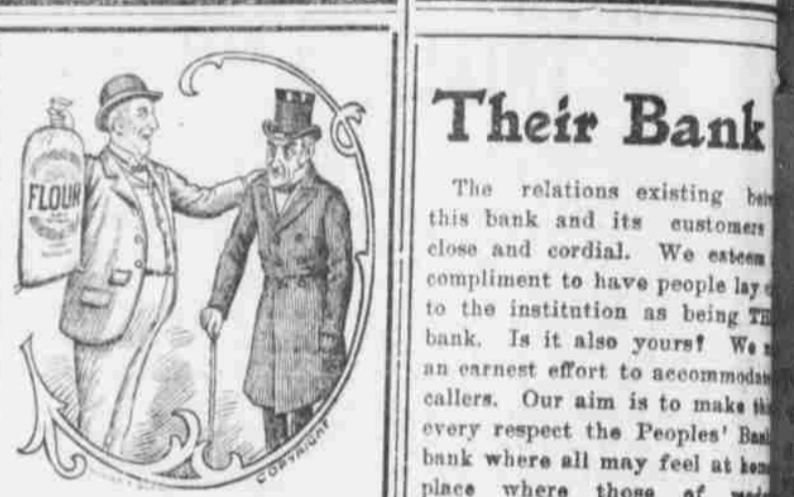 FLOUR
COPYRIGHT
Their Bank
The relations existing
this bank and its customers
close and cordial. We esteem
compliment to have people lay
to the institution as being
bank. Is it also yours? We
an earnest effort to accommodate
callers. Our aim is to make
every respect the Peoples' Bank
bank where all may feel at home
place where those of